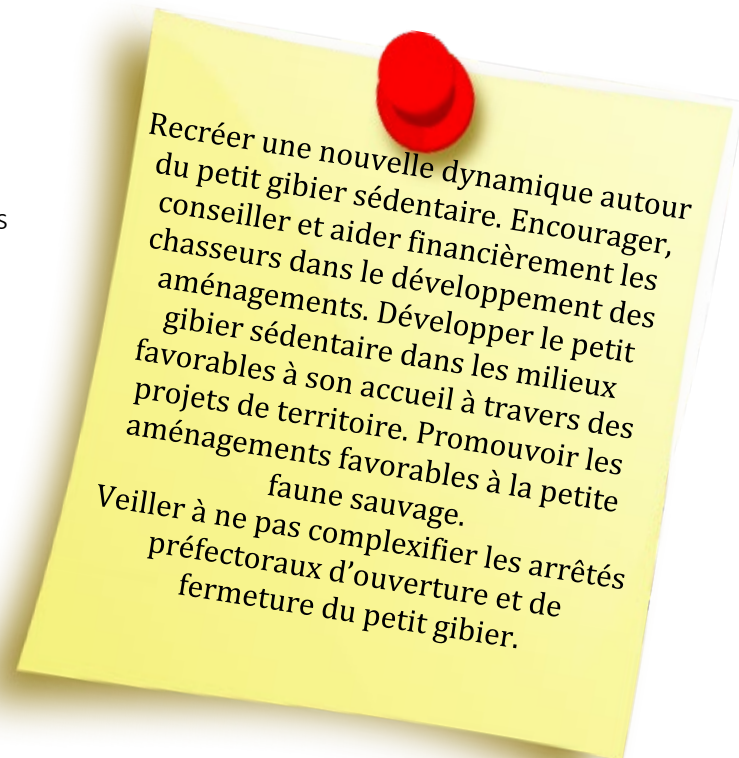 s
Recréer une nouvelle dynamique autour
du petit gibier sédentaire. Encourager,
conseiller et aider financièrement les
chasseurs dans le développement des
aménagements. Développer le petit
gibier sédentaire dans les milieux
favorables à son accueil à travers des
projets de territoire. Promouvoir les
aménagements favorables à la petite
faune sauvage.
Veiller à ne pas complexifier les arrêtés
préfectoraux d’ouverture et de
fermeture du petit gibier.